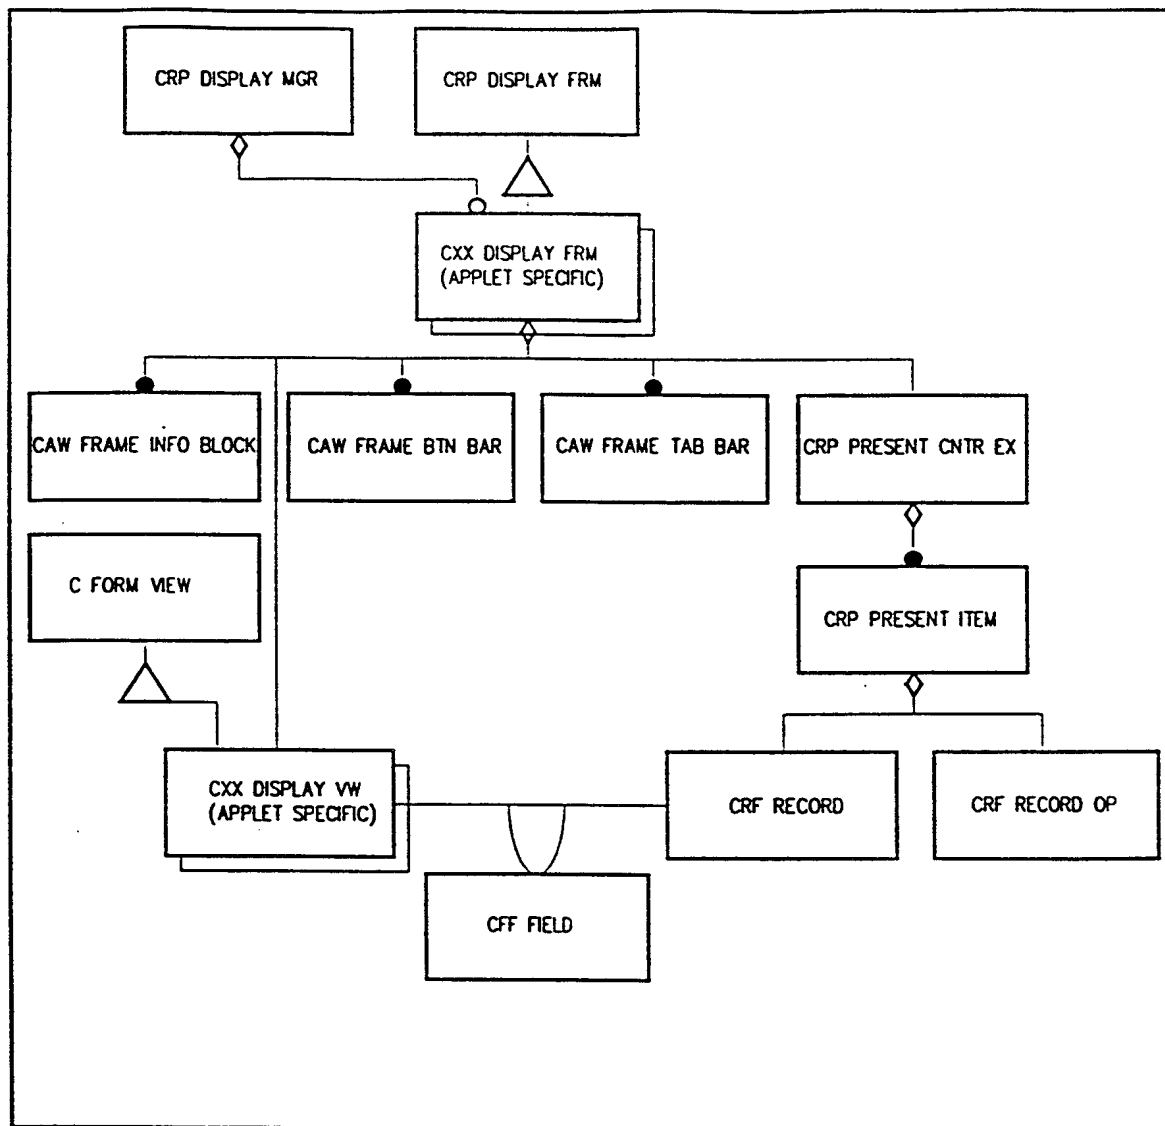 CRP DISPLAY MGR
CRP DISPLAY FRM
CXX DISPLAY FRM
(APPLET SPECIFIC)
CAW FRAME INFO BLOCK
CAW FRAME BTN BAR
CAW FRAME TAB BAR
CRP PRESENT CNTR EX
C FORM VIEW
CRP PRESENT ITEM
CXX DISPLAY VW
(APPLET SPECIFIC)
CRF RECORD
CRF RECORD OP
CFF FIELD